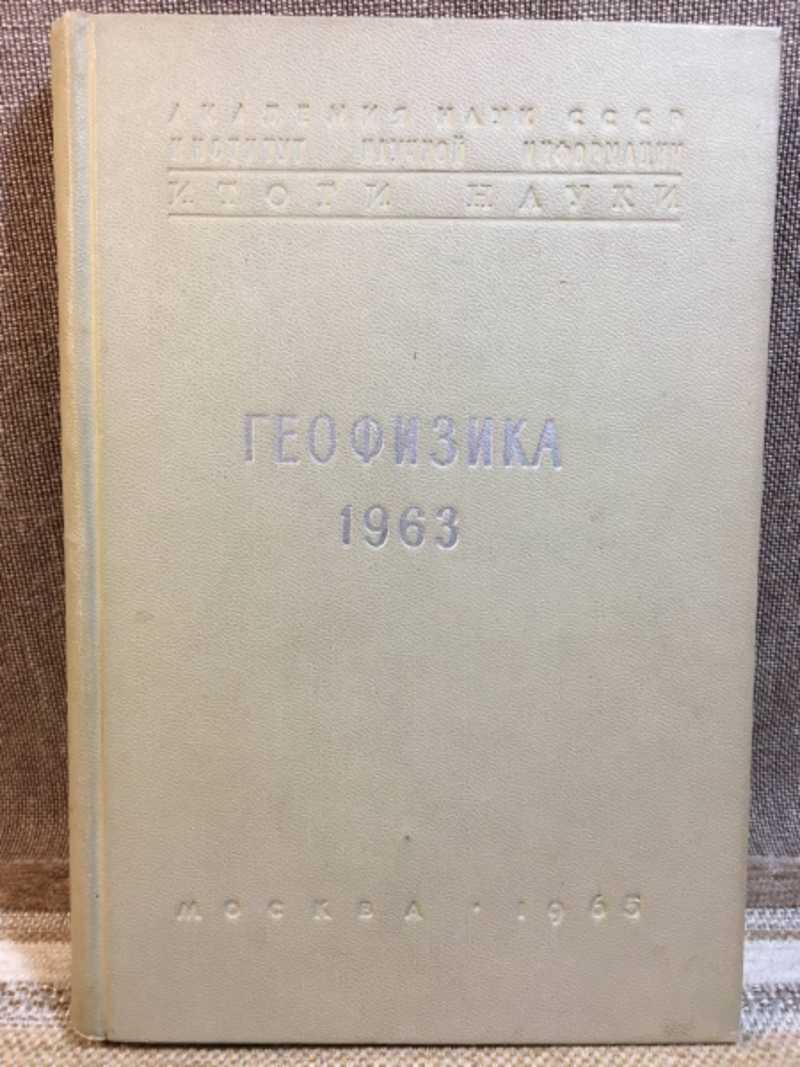 АКАДЕМИЯ НАУК СССР
ИНСТИТУТ НАУЧНОЙ ИНФОРМАЦИИ
ИТОГИ НАУКИ
ГЕОФИЗИКА
1963
МОСКВА · 1965